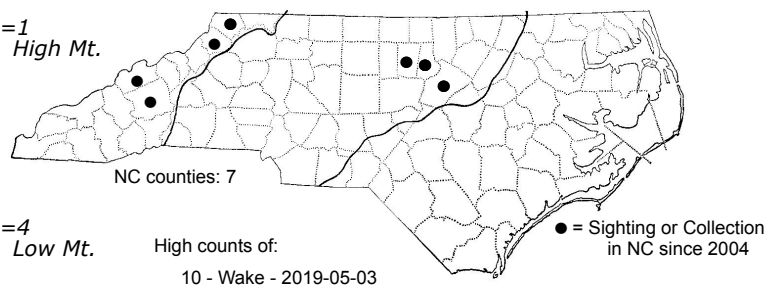 =1
High Mt.
NC counties: 7
=4
Low Mt.
High counts of:
10 - Wake - 2019-05-03
● = Sighting or Collection
in NC since 2004